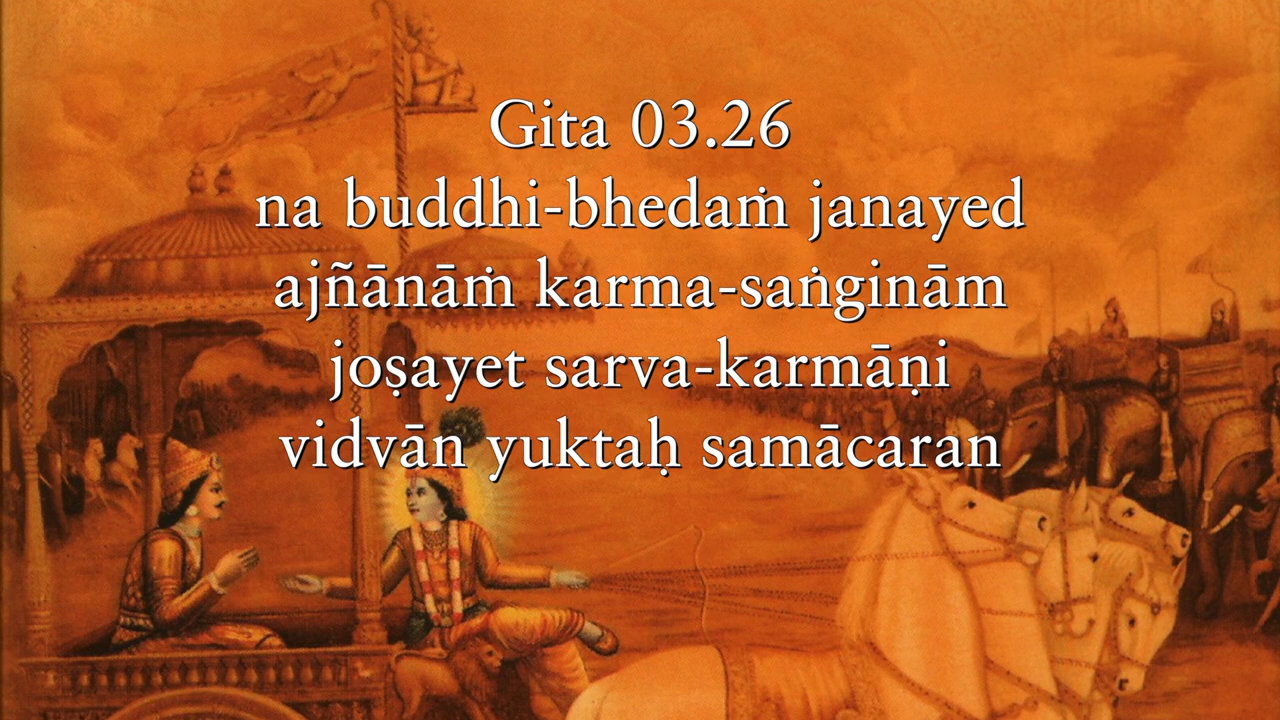 Gita 03.26
na buddhi-bhedaṁ janayed
ajñānāṁ karma-saṅginām
joṣayet sarva-karmāṇi
vidvān yuktaḥ samācaran